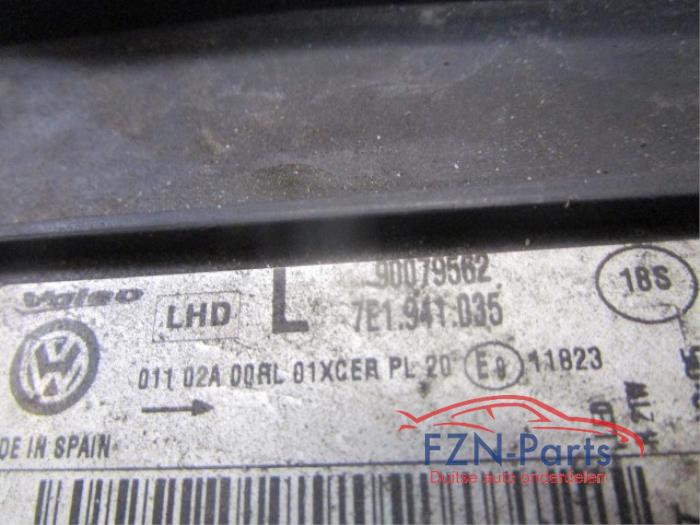 Valeo
LHD
L
90079562
7E1.941.035
18S
011 02A 00RL 01XCER PL 20 E9 11823
DE IN SPAIN
21W
FZN-Parts
Duitse auto onderdelen